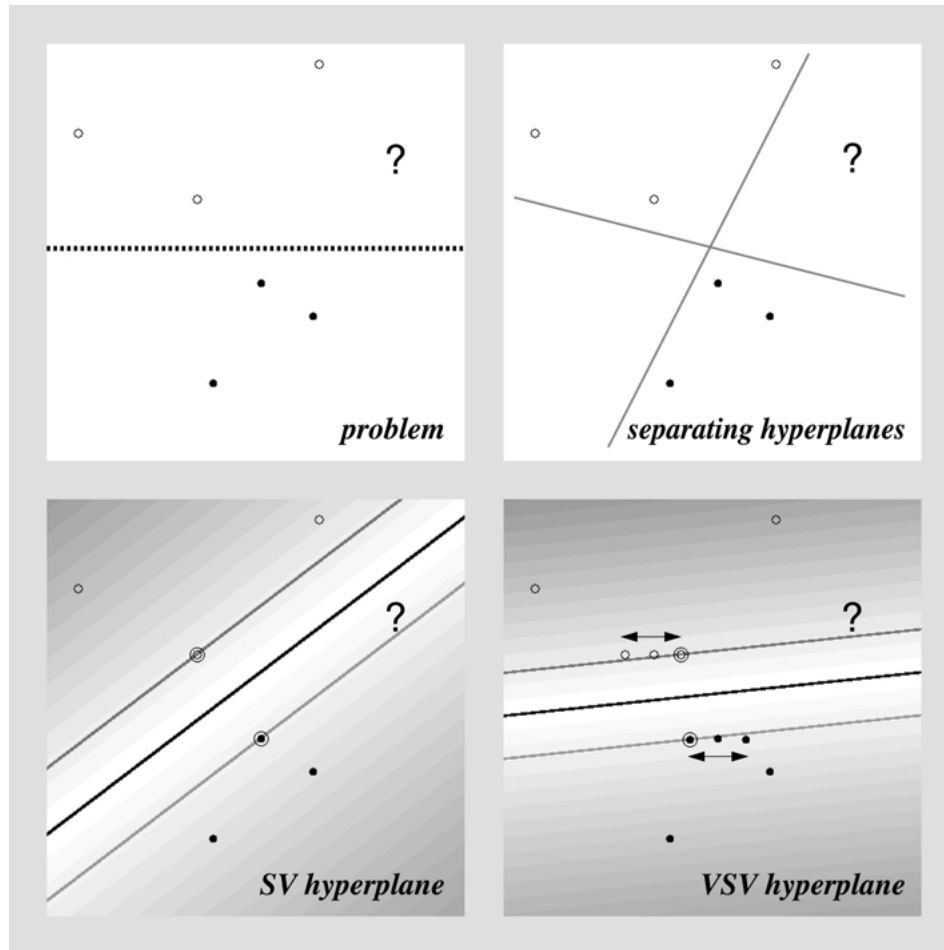 ?
problem
?
separating hyperplanes
?
SV hyperplane
?
VSV hyperplane